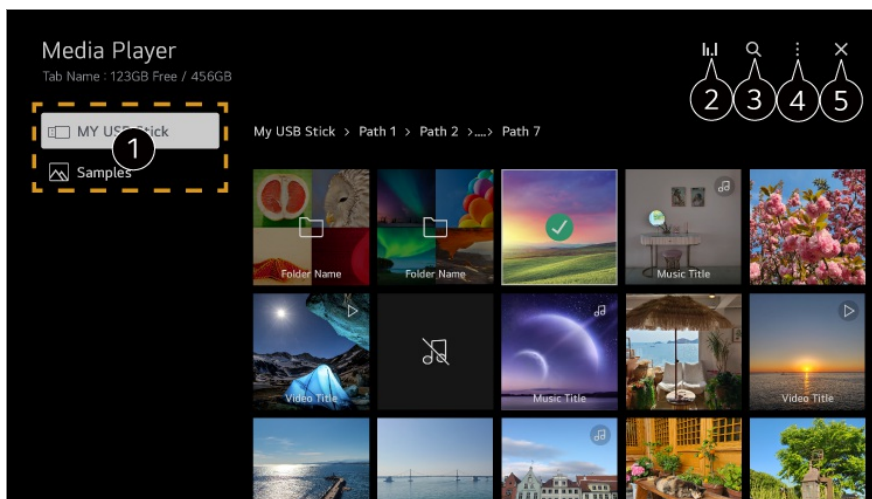 Media Player
Tab Name : 123GB Free / 456GB
MY USB Stick
1
Samples
2
3
4
5
My USB Stick > Path 1 > Path 2 >....> Path 7
Folder Name
Folder Name
Music Title
Video Title
Music Title
Video Title